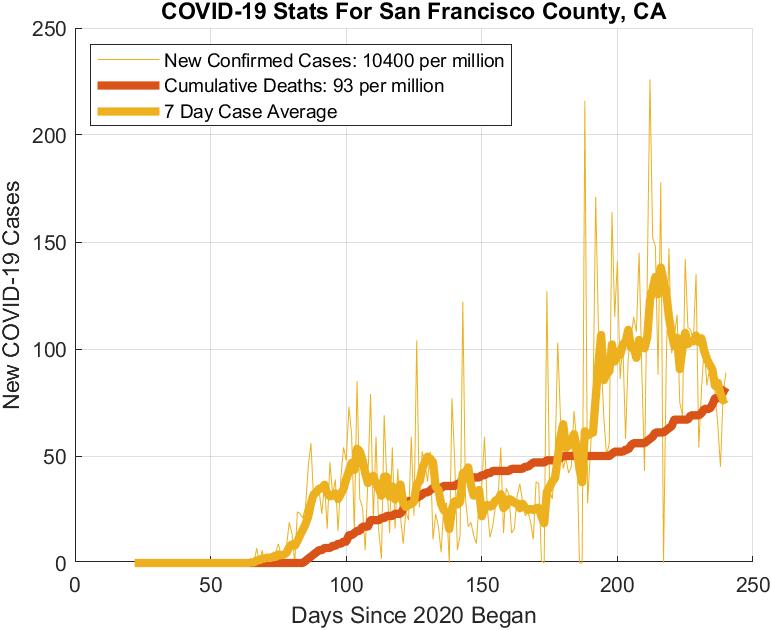 COVID-19 Stats For San Francisco County, CA
New Confirmed Cases: 10400 per million
Cumulative Deaths: 93 per million
7 Day Case Average
250
200
150
100
50
0
New COVID-19 Cases
0 50 100 150 200 250
Days Since 2020 Began